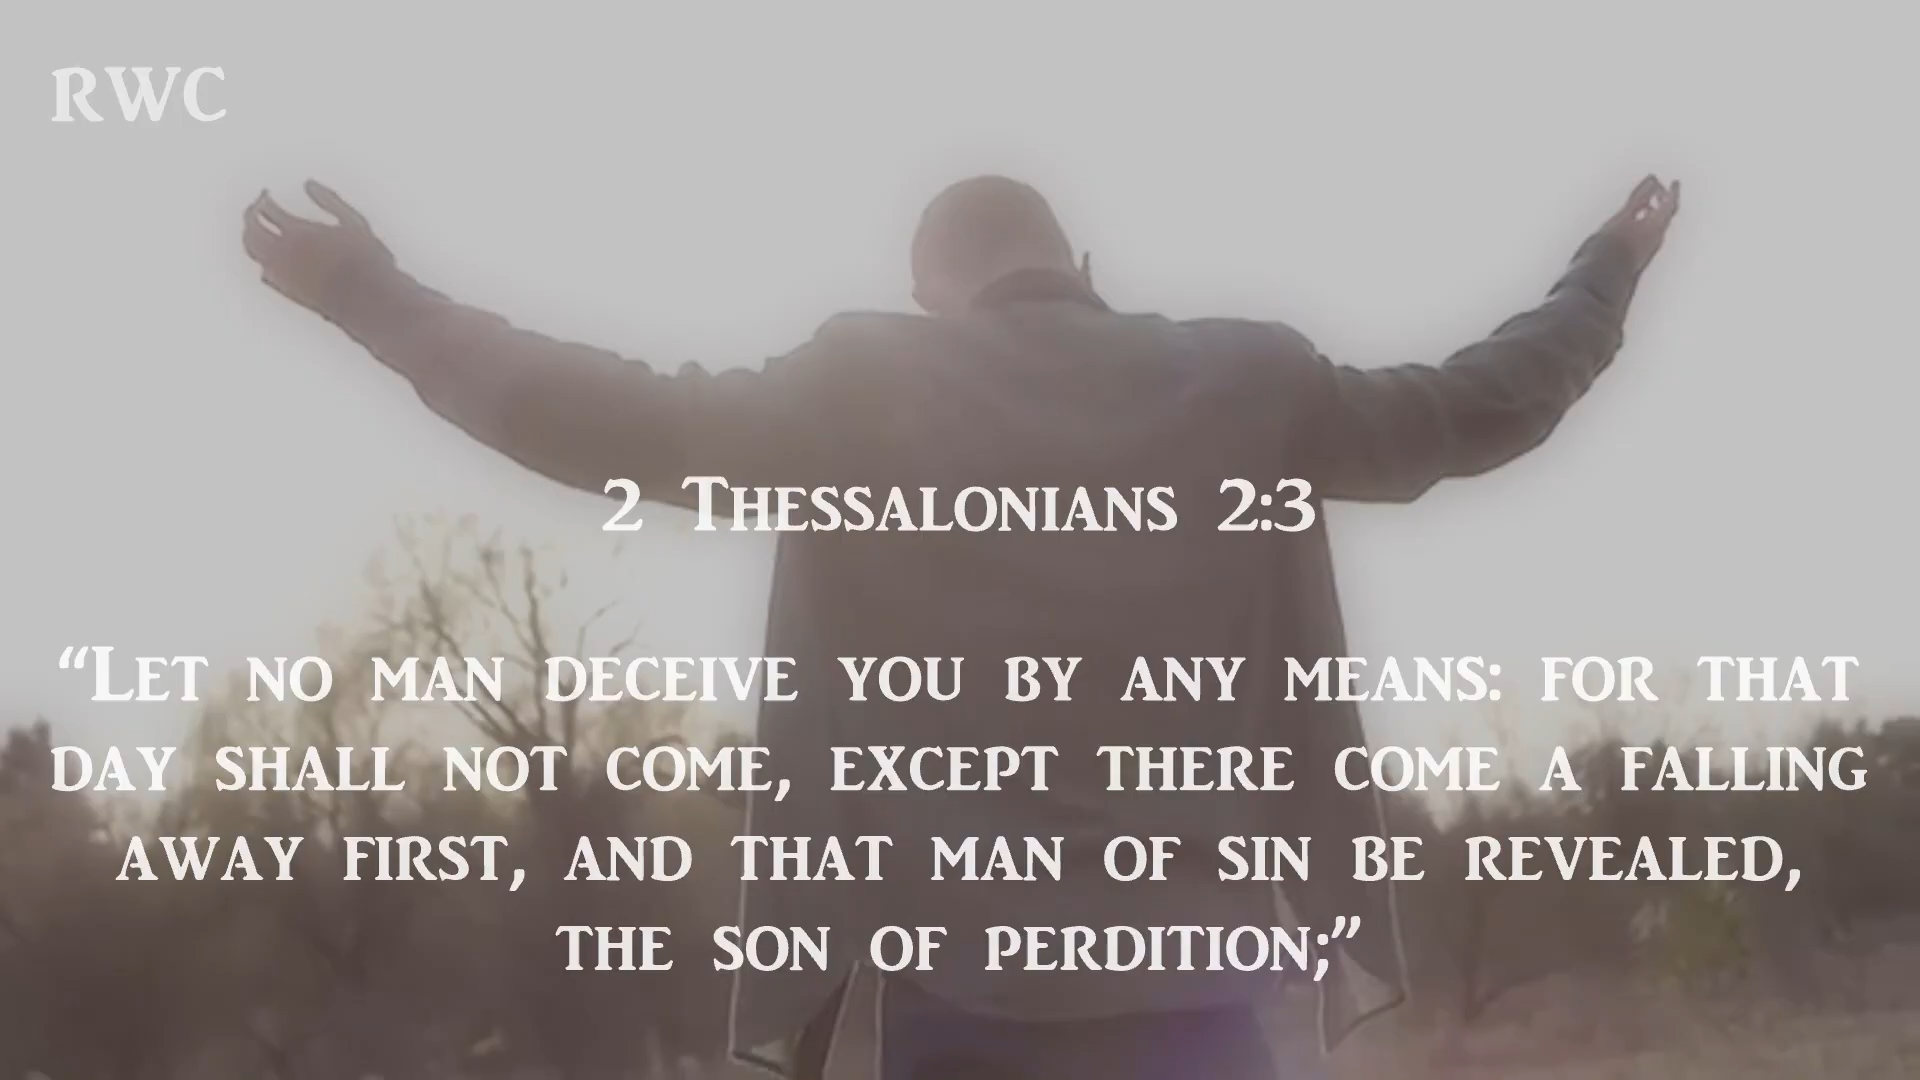 RWC
2 Thessalonians 2:3
“Let no man deceive you by any means: for that
day shall not come, except there come a falling
away first, and that man of sin be revealed,
the son of perdition;”